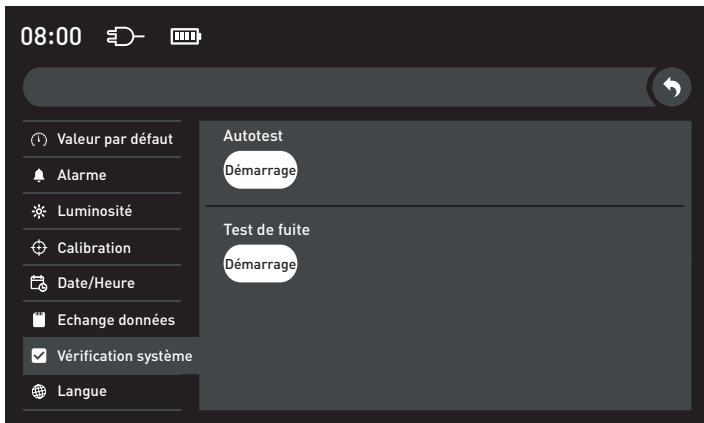 08:00
Valeur par défaut
Alarme
Luminosité
Calibration
Date/Heure
Echange données
Vérification système
Langue
Autotest
Démarrage
Test de fuite
Démarrage